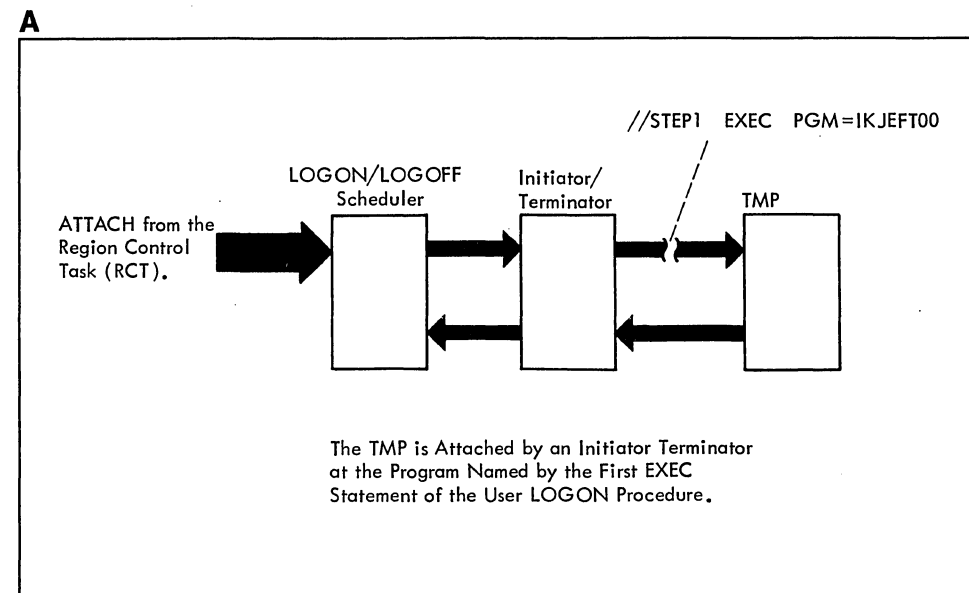 A
//STEP1 EXEC PGM=IKJEFT00
LOGON/LOGOFF
Scheduler
Initiator/
Terminator
TMP
ATTACH from the
Region Control
Task (RCT).
The TMP is Attached by an Initiator Terminator
at the Program Named by the First EXEC
Statement of the User LOGON Procedure.